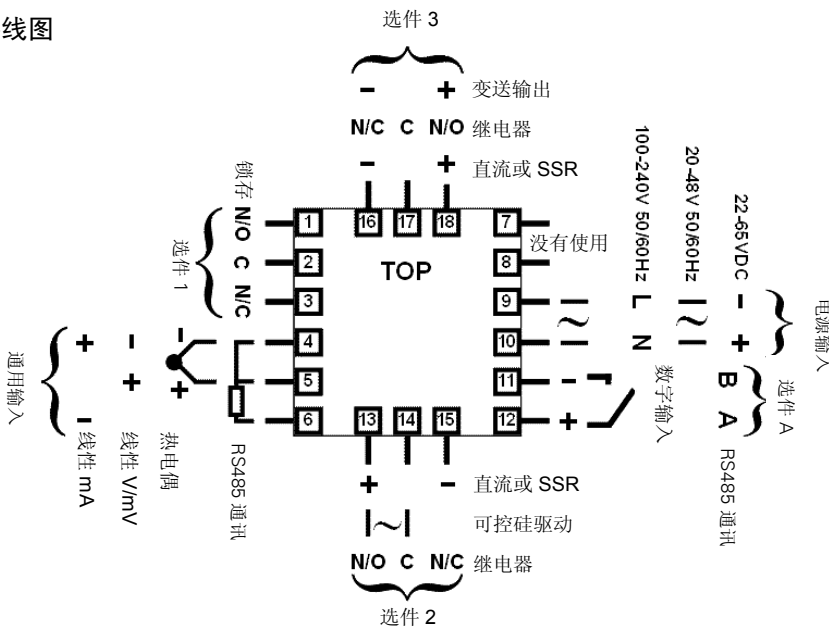 线图
选件 3
- + 变送输出
N/C C N/O 继电器
- + 直流或 SSR
锁存
N/O
C
N/C
选件 1
16 17 18
1
2
3
4
5
6
TOP
7
8
9
10
11
12
13 14 15
没有使用
~
L
N
100-240V 50/60Hz
~
20-48V 50/60Hz
-
+
22-65VDC
电源输入
- +
数字输入
B
A
RS485 通讯
选件 A
通用输入
+
-
线性 mA
-
+
线性 V/mV
-
+
热电偶
RS485 通讯
+ - 直流或 SSR
~ 可控硅驱动
N/O C N/C 继电器
选件 2